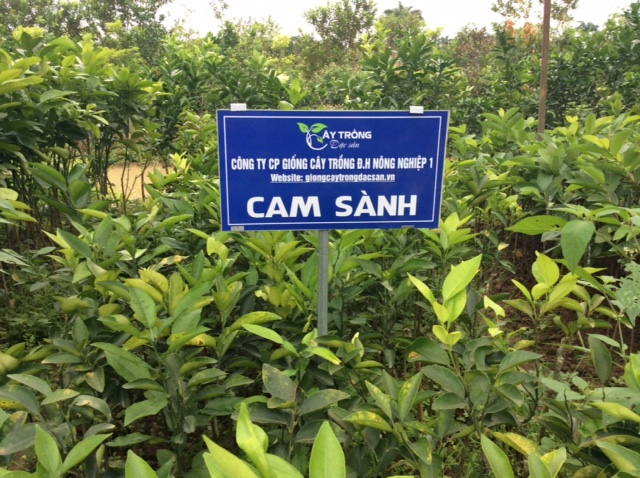 CÂY TRỒNG
Đặc sản
CÔNG TY CP GIỐNG CÂY TRỒNG Đ.H NÔNG NGHIỆP 1
Website: giongcaytrongdacsan.vn
CAM SÀNH